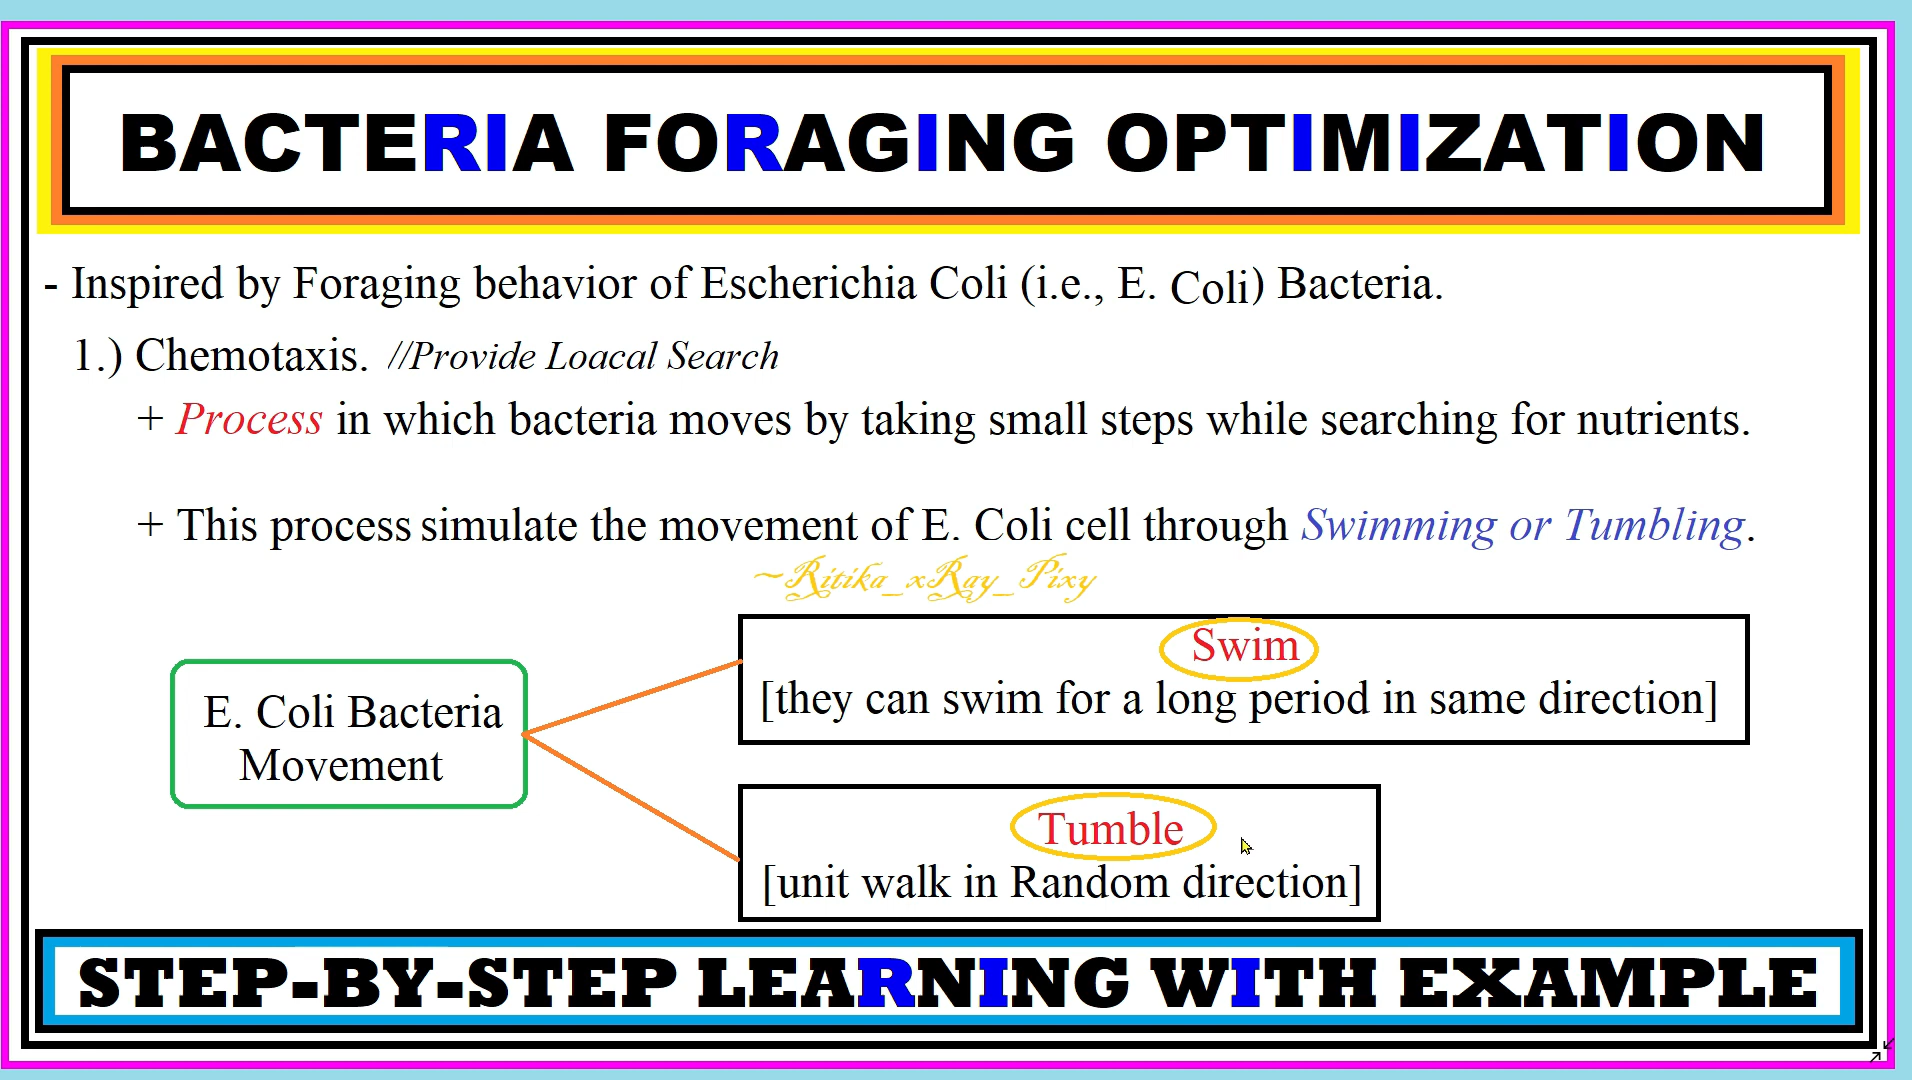 BACTERIA FORAGING OPTIMIZATION
- Inspired by Foraging behavior of Escherichia Coli (i.e., E. Coli) Bacteria.
1.) Chemotaxis. //Provide Loacal Search
+ Process in which bacteria moves by taking small steps while searching for nutrients.
+ This process simulate the movement of E. Coli cell through Swimming or Tumbling.
~Ritika_xRay_Pixy
Swim
[they can swim for a long period in same direction]
E. Coli Bacteria
Movement
Tumble
[unit walk in Random direction]
STEP-BY-STEP LEARNING WITH EXAMPLE